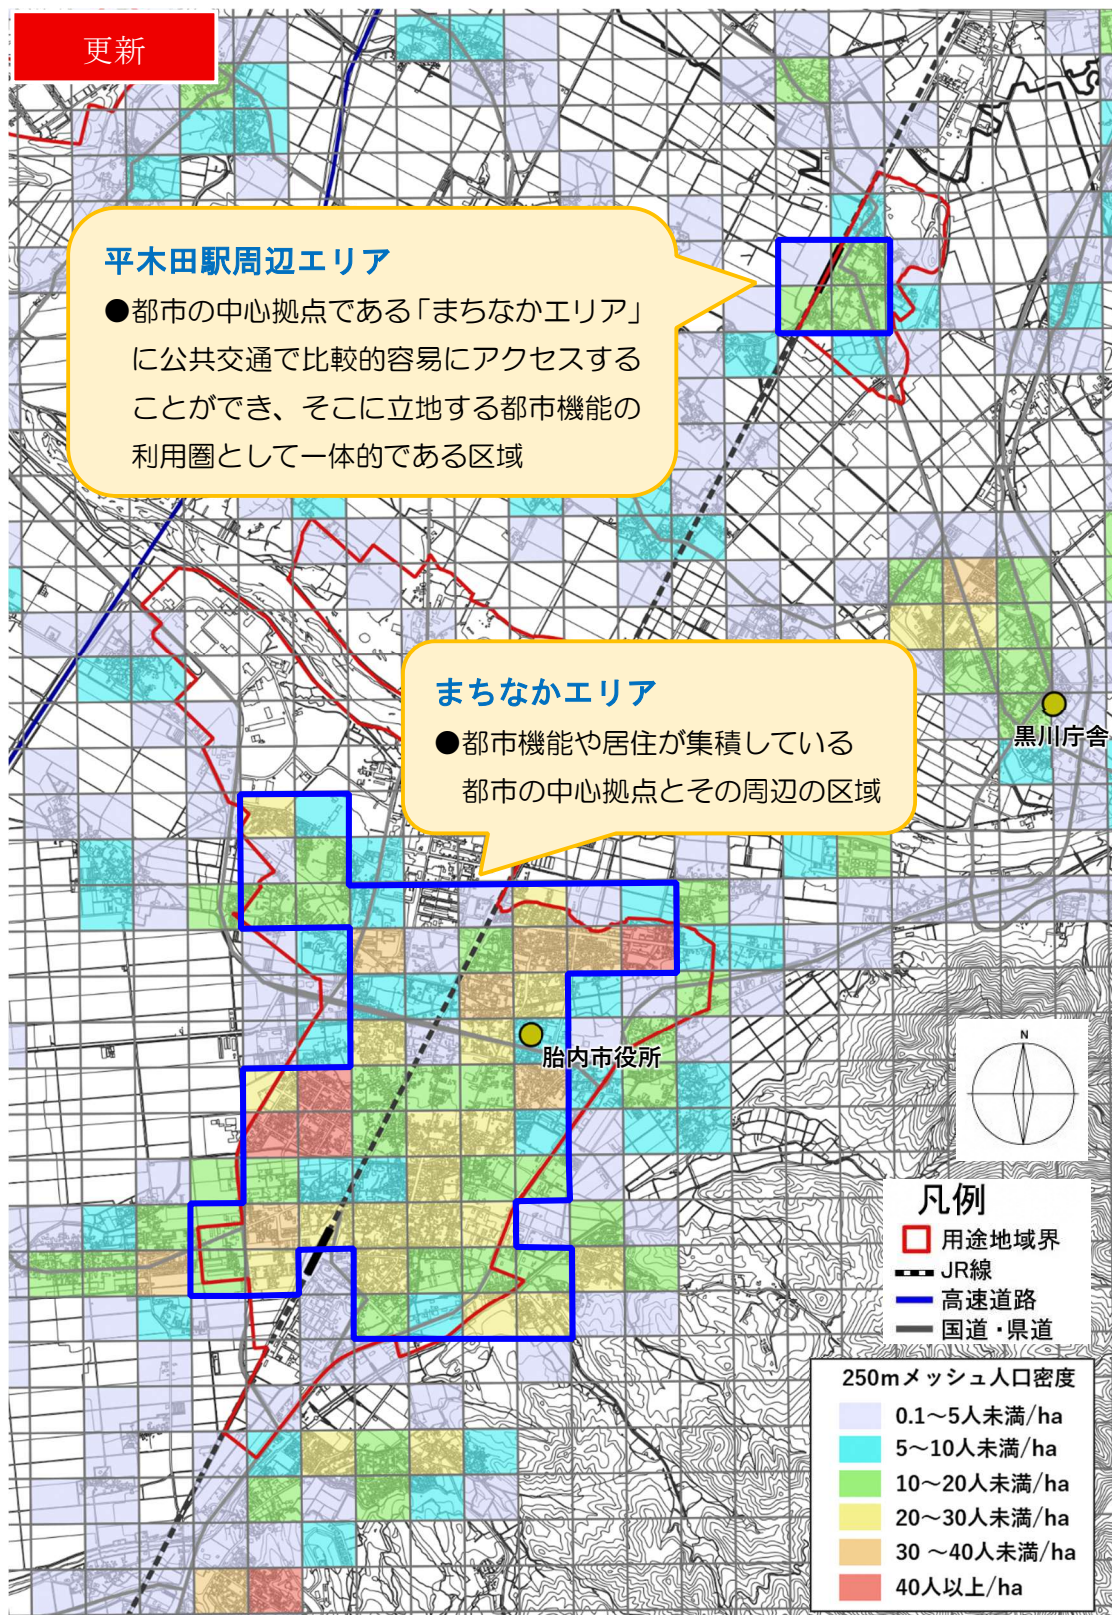 更新
平木田駅周辺エリア
●都市の中心拠点である「まちなかエリア」
に公共交通で比較的容易にアクセスする
ことができ、そこに立地する都市機能の
利用圏として一体的である区域
まちなかエリア
●都市機能や居住が集積している
都市の中心拠点とその周辺の区域
黒川庁舎
胎内市役所
N
凡例
用途地域界
JR線
高速道路
国道・県道
250mメッシュ人口密度
0.1～5人未満/ha
5～10人未満/ha
10～20人未満/ha
20～30人未満/ha
30 ～40人未満/ha
40人以上/ha